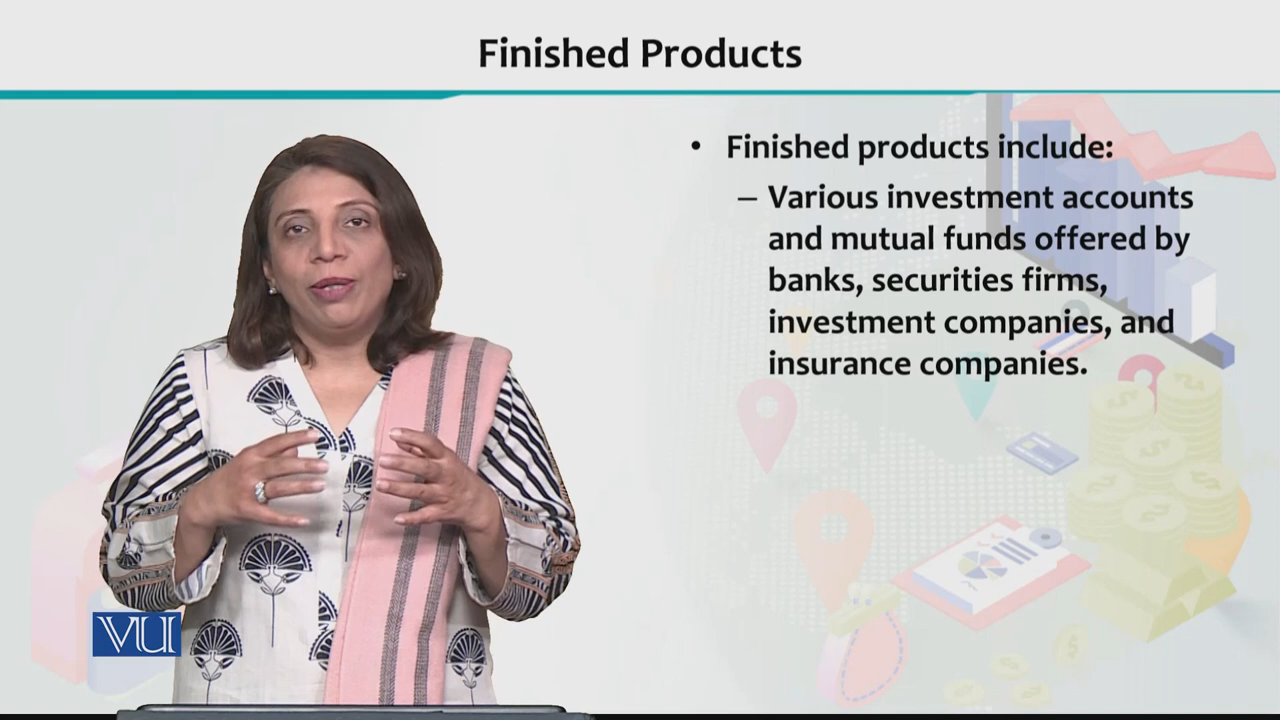 Finished Products
• Finished products include:
– Various investment accounts
and mutual funds offered by
banks, securities firms,
investment companies, and
insurance companies.
VU